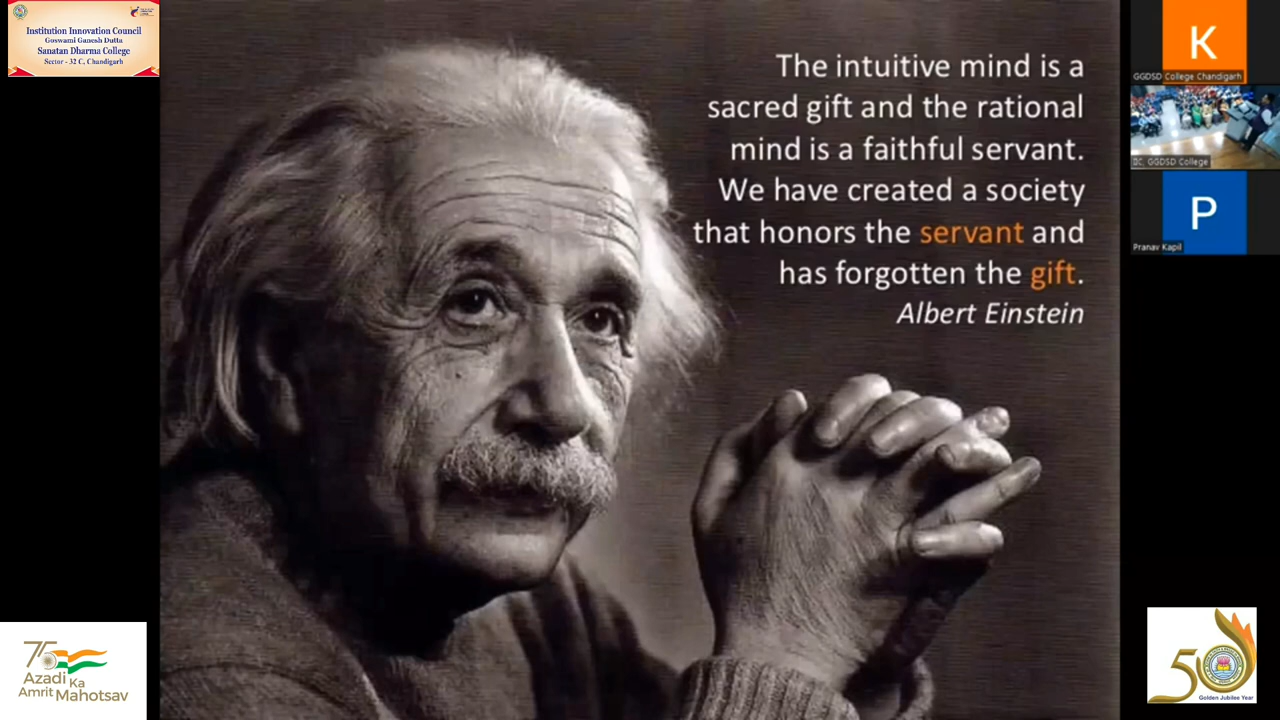 Institution Innovation Council
Goswami Ganesh Dutta
Sanatan Dharma College
Sector - 32 C, Chandigarh
The intuitive mind is a
sacred gift and the rational
mind is a faithful servant.
We have created a society
that honors the servant and
has forgotten the gift.
Albert Einstein
K
GGDSD College Chandigarh
IIC, GGDSD College
P
Pranav Kapil
75
Azadi Ka
Amrit Mahotsav
50
Golden Jubilee Year